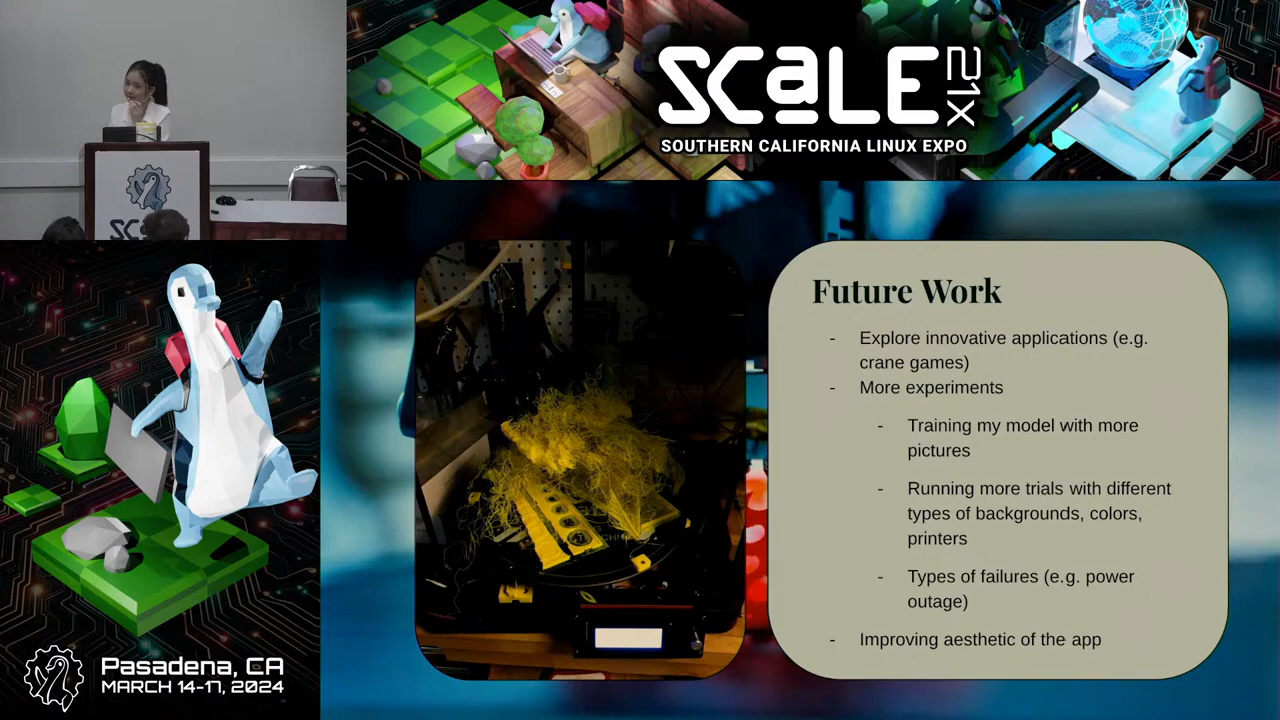 SCaLE 21x
SOUTHERN CALIFORNIA LINUX EXPO
SC
Future Work
- Explore innovative applications (e.g.
crane games)
- More experiments
- Training my model with more
pictures
- Running more trials with different
types of backgrounds, colors,
printers
- Types of failures (e.g. power
outage)
- Improving aesthetic of the app
Pasadena, CA
MARCH 14-17, 2024